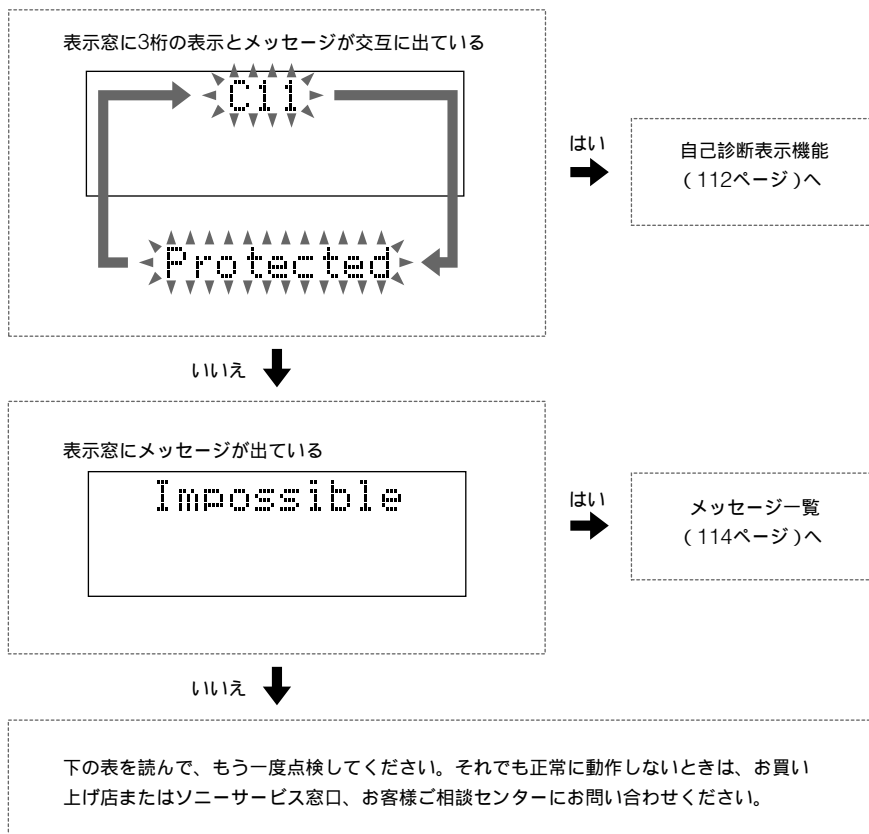 表示窓に3桁の表示とメッセージが交互に出ている
C11
Protected
はい
自己診断表示機能
(112ページ)へ
いいえ
表示窓にメッセージが出ている
Impossible
はい
メッセージ一覧
(114ページ)へ
いいえ
下の表を読んで、もう一度点検してください。それでも正常に動作しないときは、お買い
上げ店またはソニーサービス窓口、お客様ご相談センターにお問い合わせください。